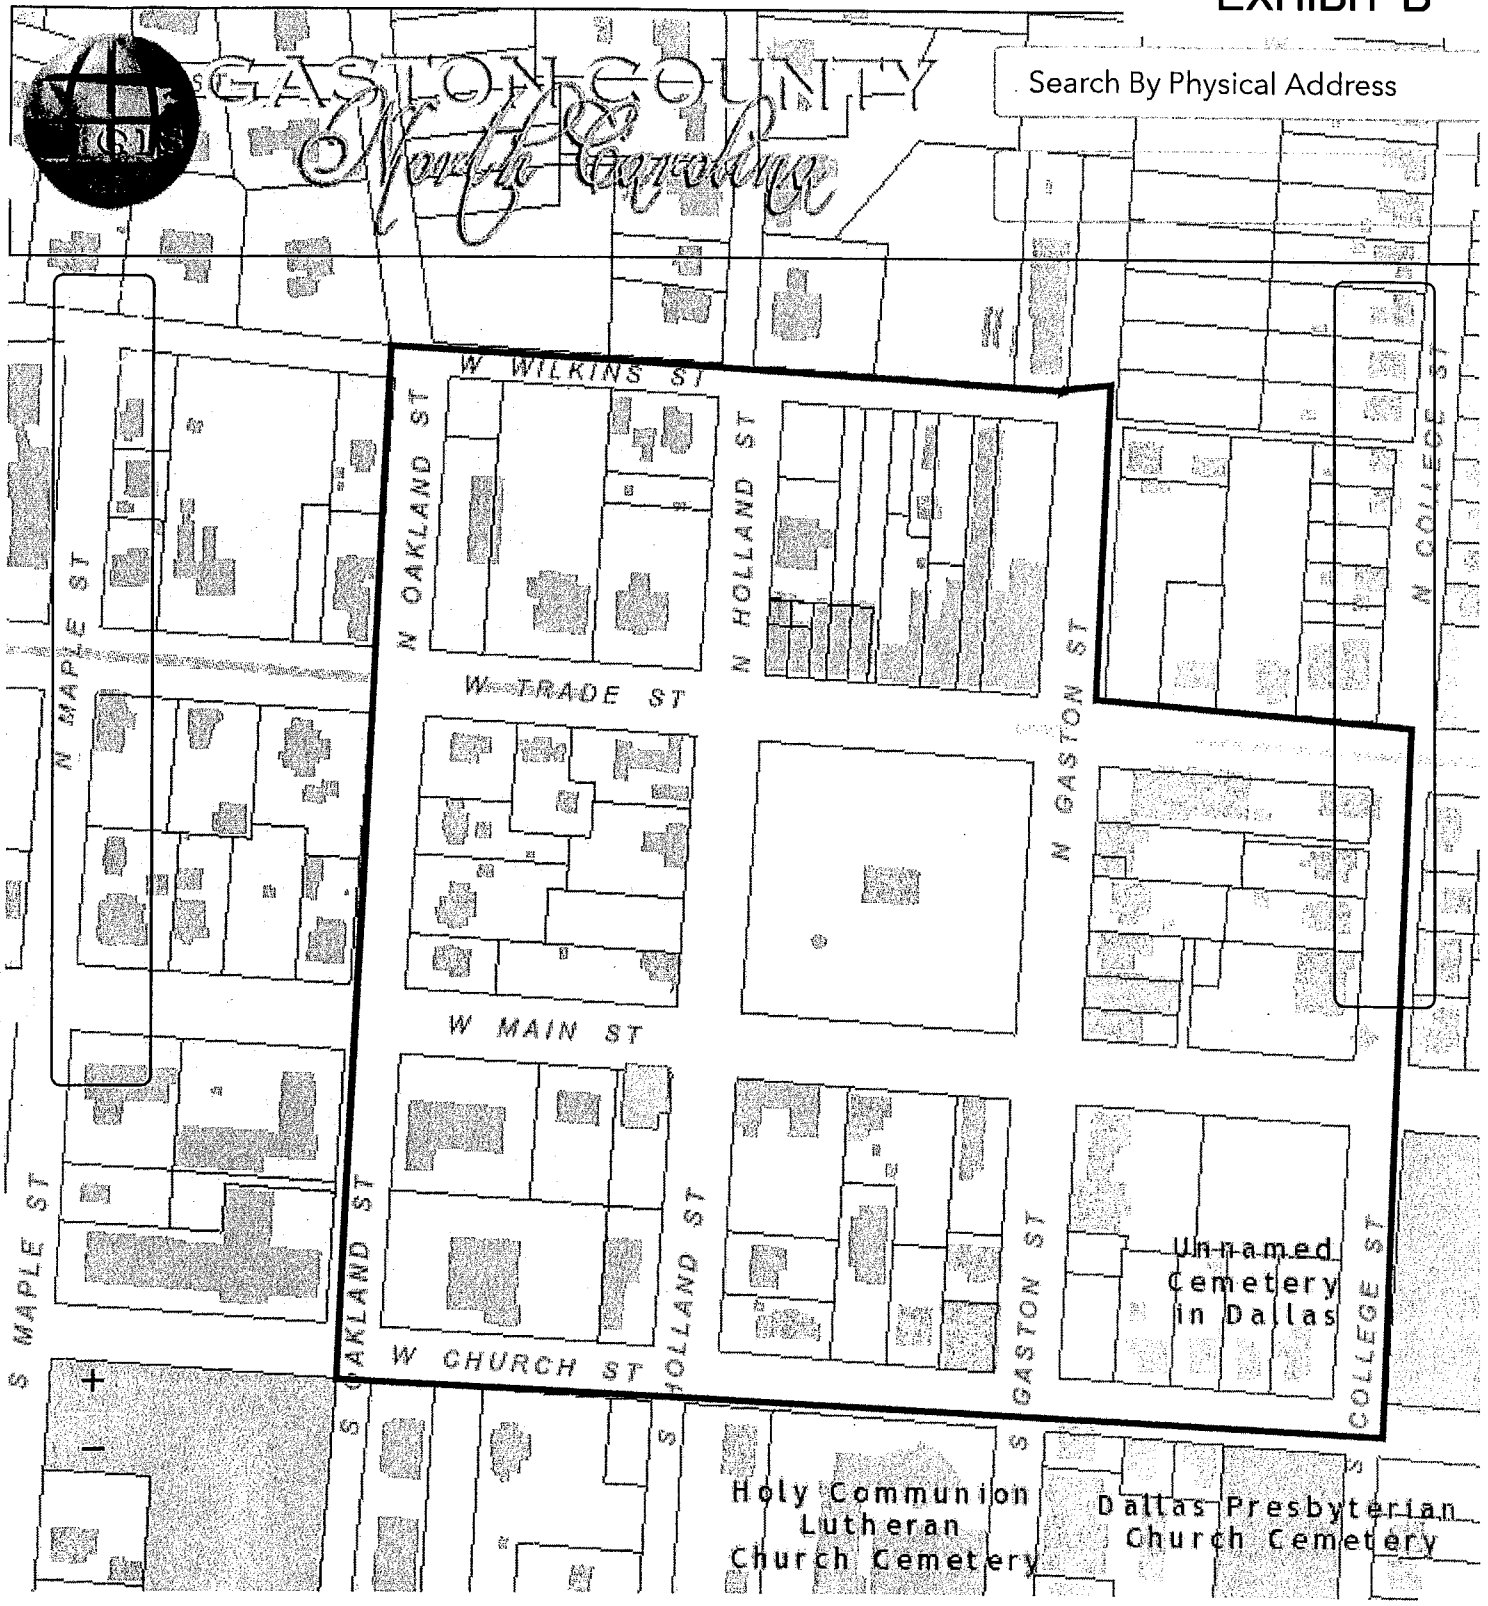 EXHIBIT B
GASTON COUNTY
North Carolina
GIS
Search By Physical Address
W WILKINS ST
N OAKLAND ST
N HOLLAND ST
N COLLEGE ST
N MAPLE ST
N GASTON ST
W TRADE ST
W MAIN ST
S MAPLE ST
S OAKLAND ST
S HOLLAND ST
S GASTON ST
S COLLEGE ST
Unnamed
Cemetery
in Dallas
W CHURCH ST
+
−
Holy Communion
Lutheran
Church Cemetery
Dallas Presbyterian
Church Cemetery